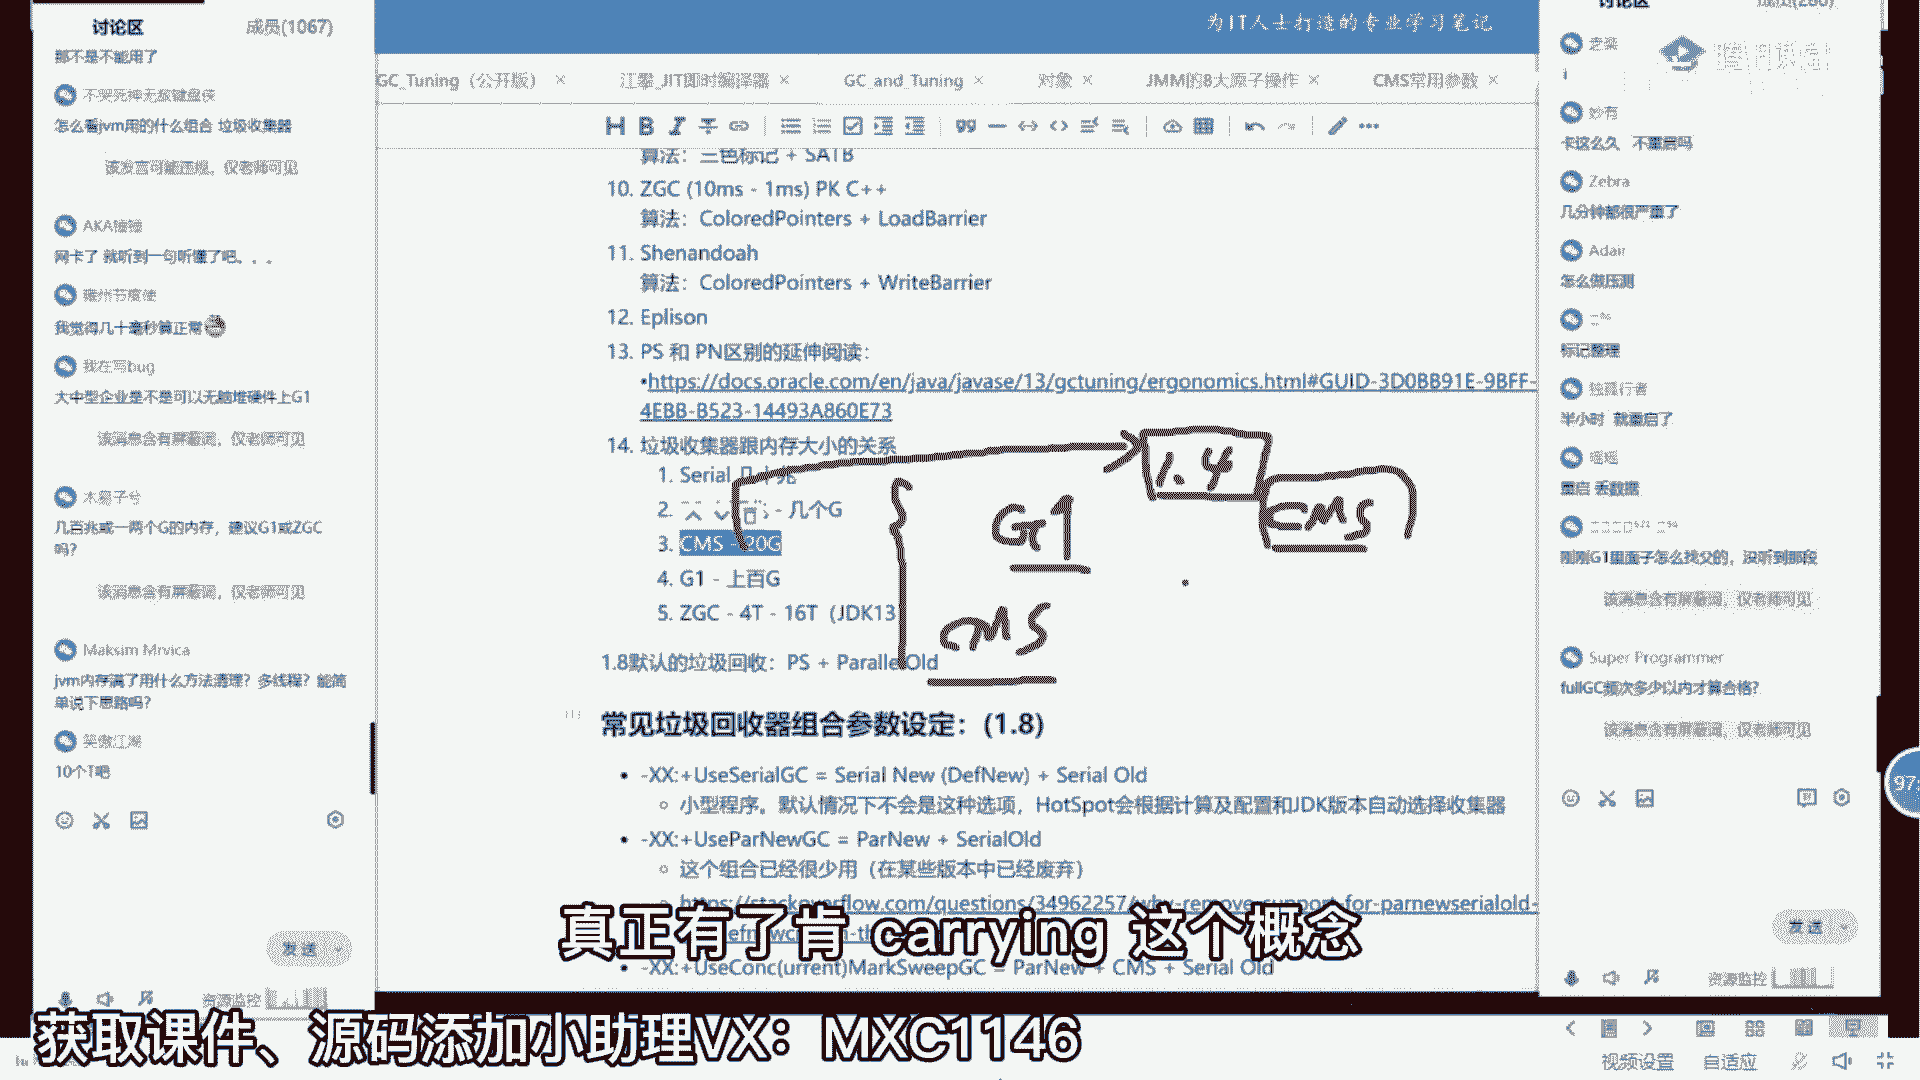 讨论区 成员(1067)
那不是不能用了
不哭死神无敌键盘侠
怎么看jvm用的什么组合 垃圾收集器
该发言可能违规，仅老师可见
网卡了 就听到一句听懂了吧。。。
雍州节度使
我觉得几十毫秒算正常
我在写bug
大中型企业是不是可以无脑堆硬件上G1
该消息含有屏蔽词，仅老师可见
木易子兮
几百兆或一两个G的内存，建议G1或ZGC
吗?
该消息含有屏蔽词，仅老师可见
Maksim Mrvica
jvm内存满了用什么方法清理？多线程？能简
单说下思路吗?
笑傲江湖
10个T吧
发送
资源监控
为IT人士打造的专业学习笔记
GC_Tuning（公开版） ×
JIT即时编译器 ×
GC_and_Tuning ×
对象 ×
JMM的8大原子操作 ×
CMS常用参数 ×
算法：三色标记 + SATB
10. ZGC (10ms - 1ms) PK C++
算法：ColoredPointers + LoadBarrier
11. Shenandoah
算法：ColoredPointers + WriteBarrier
12. Eplison
13. PS 和 PN区别的延伸阅读：
•https://docs.oracle.com/en/java/javase/13/gctuning/ergonomics.html#GUID-3D0BB91E-9BFF-
4EBB-B523-14493A860E73
14. 垃圾收集器跟内存大小的关系
1. Serial 几十兆
2. - 几个G
3. CMS - 20G
4. G1 - 上百G
5. ZGC - 4T - 16T（JDK13
1.8默认的垃圾回收：PS + ParallelOld
1.4
CMS
G1
CMS
常见垃圾回收器组合参数设定：(1.8)
• -XX:+UseSerialGC = Serial New (DefNew) + Serial Old
小型程序。默认情况下不会是这种选项，HotSpot会根据计算及配置和JDK版本自动选择收集器
• -XX:+UseParNewGC = ParNew + SerialOld
这个组合已经很少用（在某些版本中已经废弃）
https://stackoverflow.com/questions/34962257/why-remove-support-for-parnewserialold-
• -XX:+UseConc(urrent)MarkSweepGC = ParNew + CMS + Serial Old
真正有了肯 carrying 这个概念
讨论区
妙有
卡这么久 不重启吗
Zebra
几分钟都很严重了
Adair
怎么做压测
标记整理
独孤行者
半小时 就重启了
瑶瑶
重启 丢数据
刚刚G1里面子怎么找父的，没听到那段
该消息含有屏蔽词，仅老师可见
Super Programmer
fullGC频次多少以内才算合格?
该消息含有屏蔽词，仅老师可见
发送
资源监控
97
视频设置 自适应
获取课件、源码添加小助理VX：MXC1146